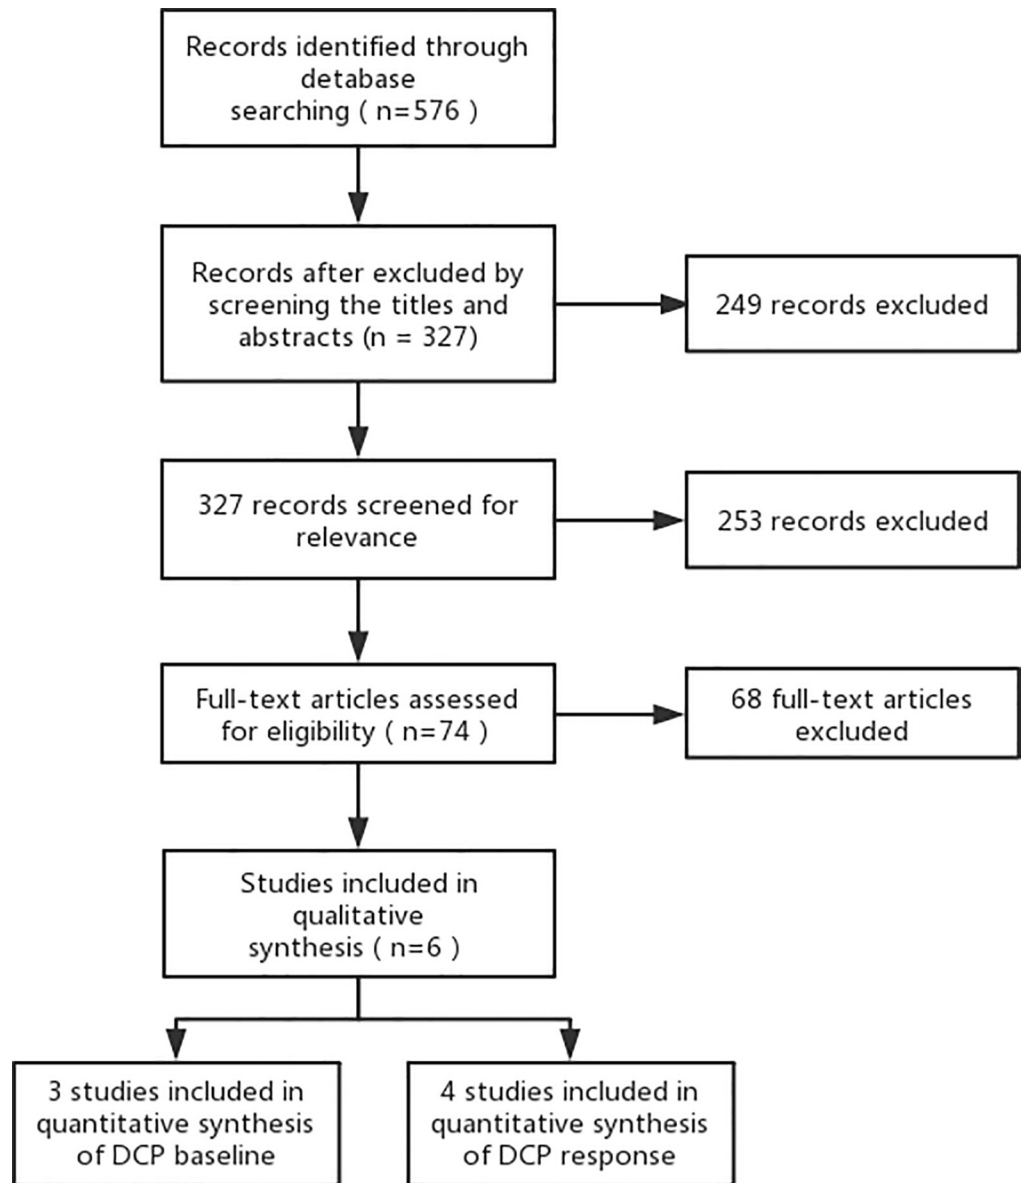 Records identified through
detabase
searching ( n=576 )
Records after excluded by
screening the titles and
abstracts (n = 327)
249 records excluded
327 records screened for
relevance
253 records excluded
Full-text articles assessed
for eligibility ( n=74 )
68 full-text articles
excluded
Studies included in
qualitative
synthesis ( n=6 )
3 studies included in
quantitative synthesis
of DCP baseline
4 studies included in
quantitative synthesis
of DCP response